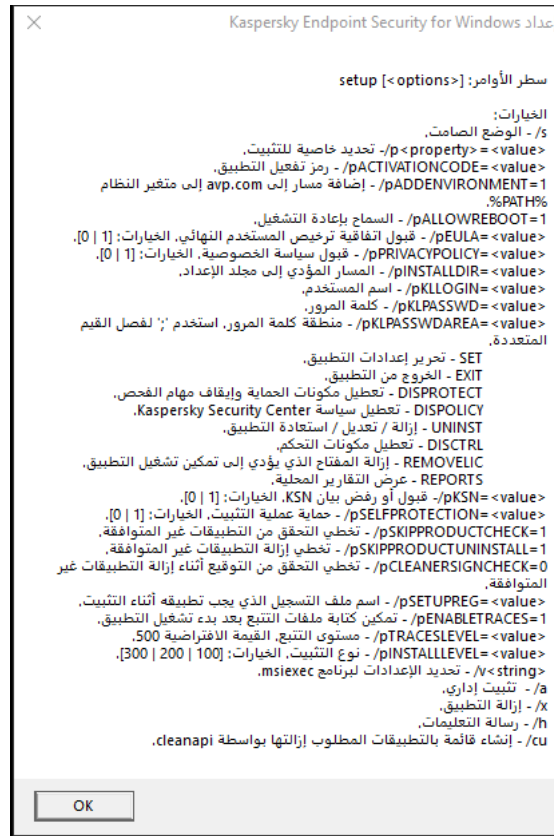 عداد Kaspersky Endpoint Security for Windows
سطر الأوامر: setup [<options>]
الخيارات:
/s - الوضع الصامت.
/p<property>=<value> - تحديد خاصية للتثبيت.
/pACTIVATIONCODE=<value> - رمز تفعيل التطبيق.
/pADDENVIRONMENT=1 - إضافة مسار إلى avp.com إلى متغير النظام
%PATH%.
/pALLOWREBOOT=1 - السماح بإعادة التشغيل.
/pEULA=<value> - قبول اتفاقية ترخيص المستخدم النهائي. الخيارات: [1 | 0].
/pPRIVACYPOLICY=<value> - قبول سياسة الخصوصية. الخيارات: [1 | 0].
/pINSTALLDIR=<value> - المسار المؤدي إلى مجلد الإعداد.
/pKLLOGIN=<value> - اسم المستخدم.
/pKLPASSWD=<value> - كلمة المرور.
/pKLPASSWDAREA=<value> - منطقة كلمة المرور. استخدم ';' لفصل القيم
المتعددة.
SET - تحرير إعدادات التطبيق.
EXIT - الخروج من التطبيق.
DISPROTECT - تعطيل مكونات الحماية وإيقاف مهام الفحص.
DISPOLICY - تعطيل سياسة Kaspersky Security Center.
UNINST - إزالة / تعديل / استعادة التطبيق.
DISCTRL - تعطيل مكونات التحكم.
REMOVELIC - إزالة المفتاح الذي يؤدي إلى تمكين تشغيل التطبيق.
REPORTS - عرض التقارير المحلية.
/pKSN=<value> - قبول أو رفض بيان KSN. الخيارات: [1 | 0].
/pSELFPROTECTION=<value> - حماية عملية التثبيت. الخيارات: [1 | 0].
/pSKIPPRODUCTCHECK=1 - تخطي التحقق من التطبيقات غير المتوافقة.
/pSKIPPRODUCTUNINSTALL=1 - تخطي إزالة التطبيقات غير المتوافقة.
/pCLEANERSIGNCHECK=0 - تخطي التحقق من التوقيع أثناء إزالة التطبيقات غير
المتوافقة.
/pSETUPREG=<value> - اسم ملف التسجيل الذي يجب تطبيقه أثناء التثبيت.
/pENABLETRACES=1 - تمكين كتابة ملفات التتبع بعد بدء تشغيل التطبيق.
/pTRACESLEVEL=<value> - مستوى التتبع. القيمة الافتراضية 500.
/pINSTALLLEVEL=<value> - نوع التثبيت. الخيارات: [100 | 200 | 300].
/v<string> - تحديد الإعدادات لبرنامج msiexec.
/a - تثبيت إداري.
/x - إزالة التطبيق.
/h - رسالة التعليمات.
/cu - إنشاء قائمة بالتطبيقات المطلوب إزالتها بواسطة cleanapi.
OK